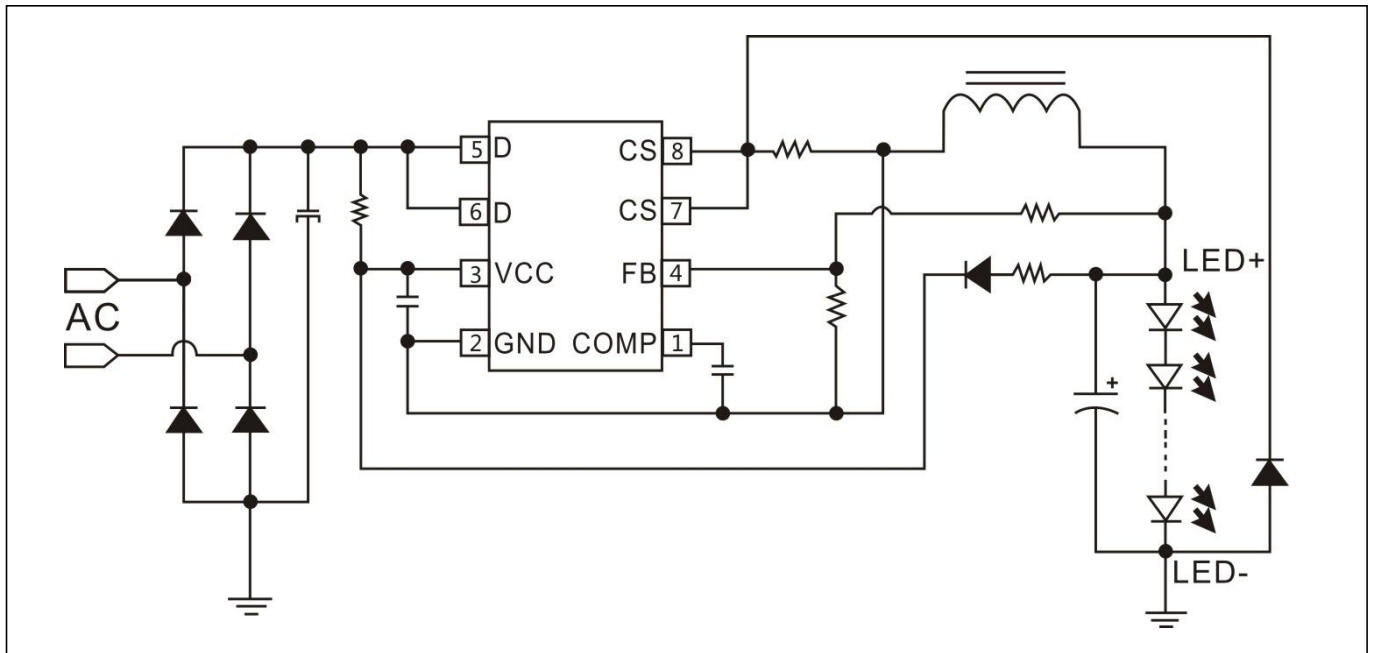 5 D CS 8
6 D CS 7
LED+
3 VCC FB 4
AC
2 GND COMP 1
+
LED-